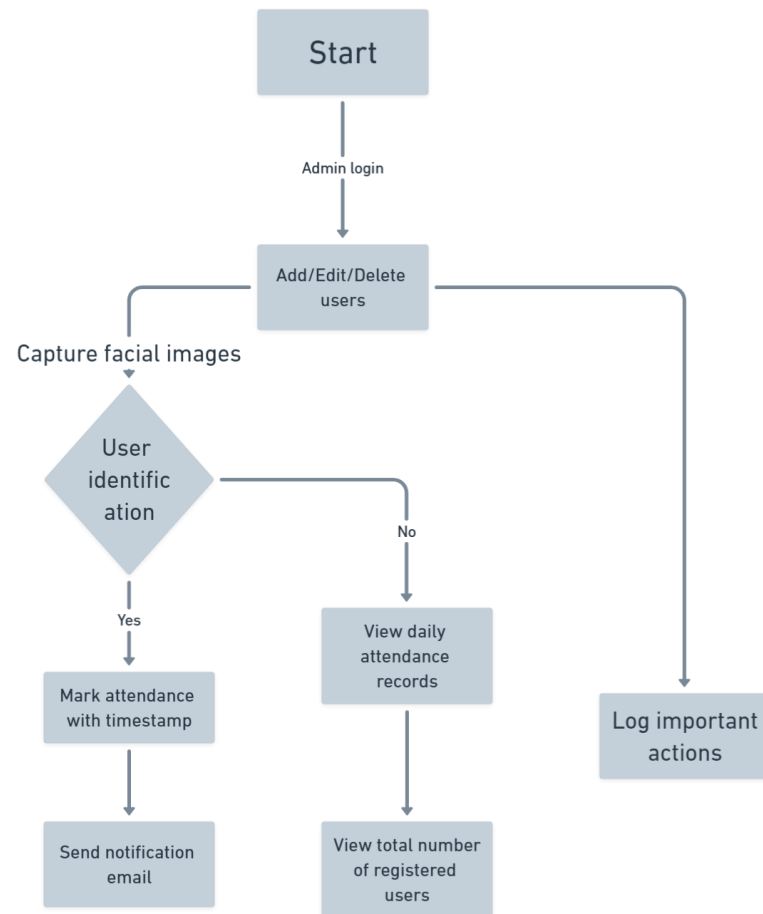 Start
Admin login
Add/Edit/Delete
users
Capture facial images
User
identific
ation
No
Yes
View daily
attendance
records
Mark attendance
with timestamp
Log important
actions
Send notification
email
View total number
of registered
users